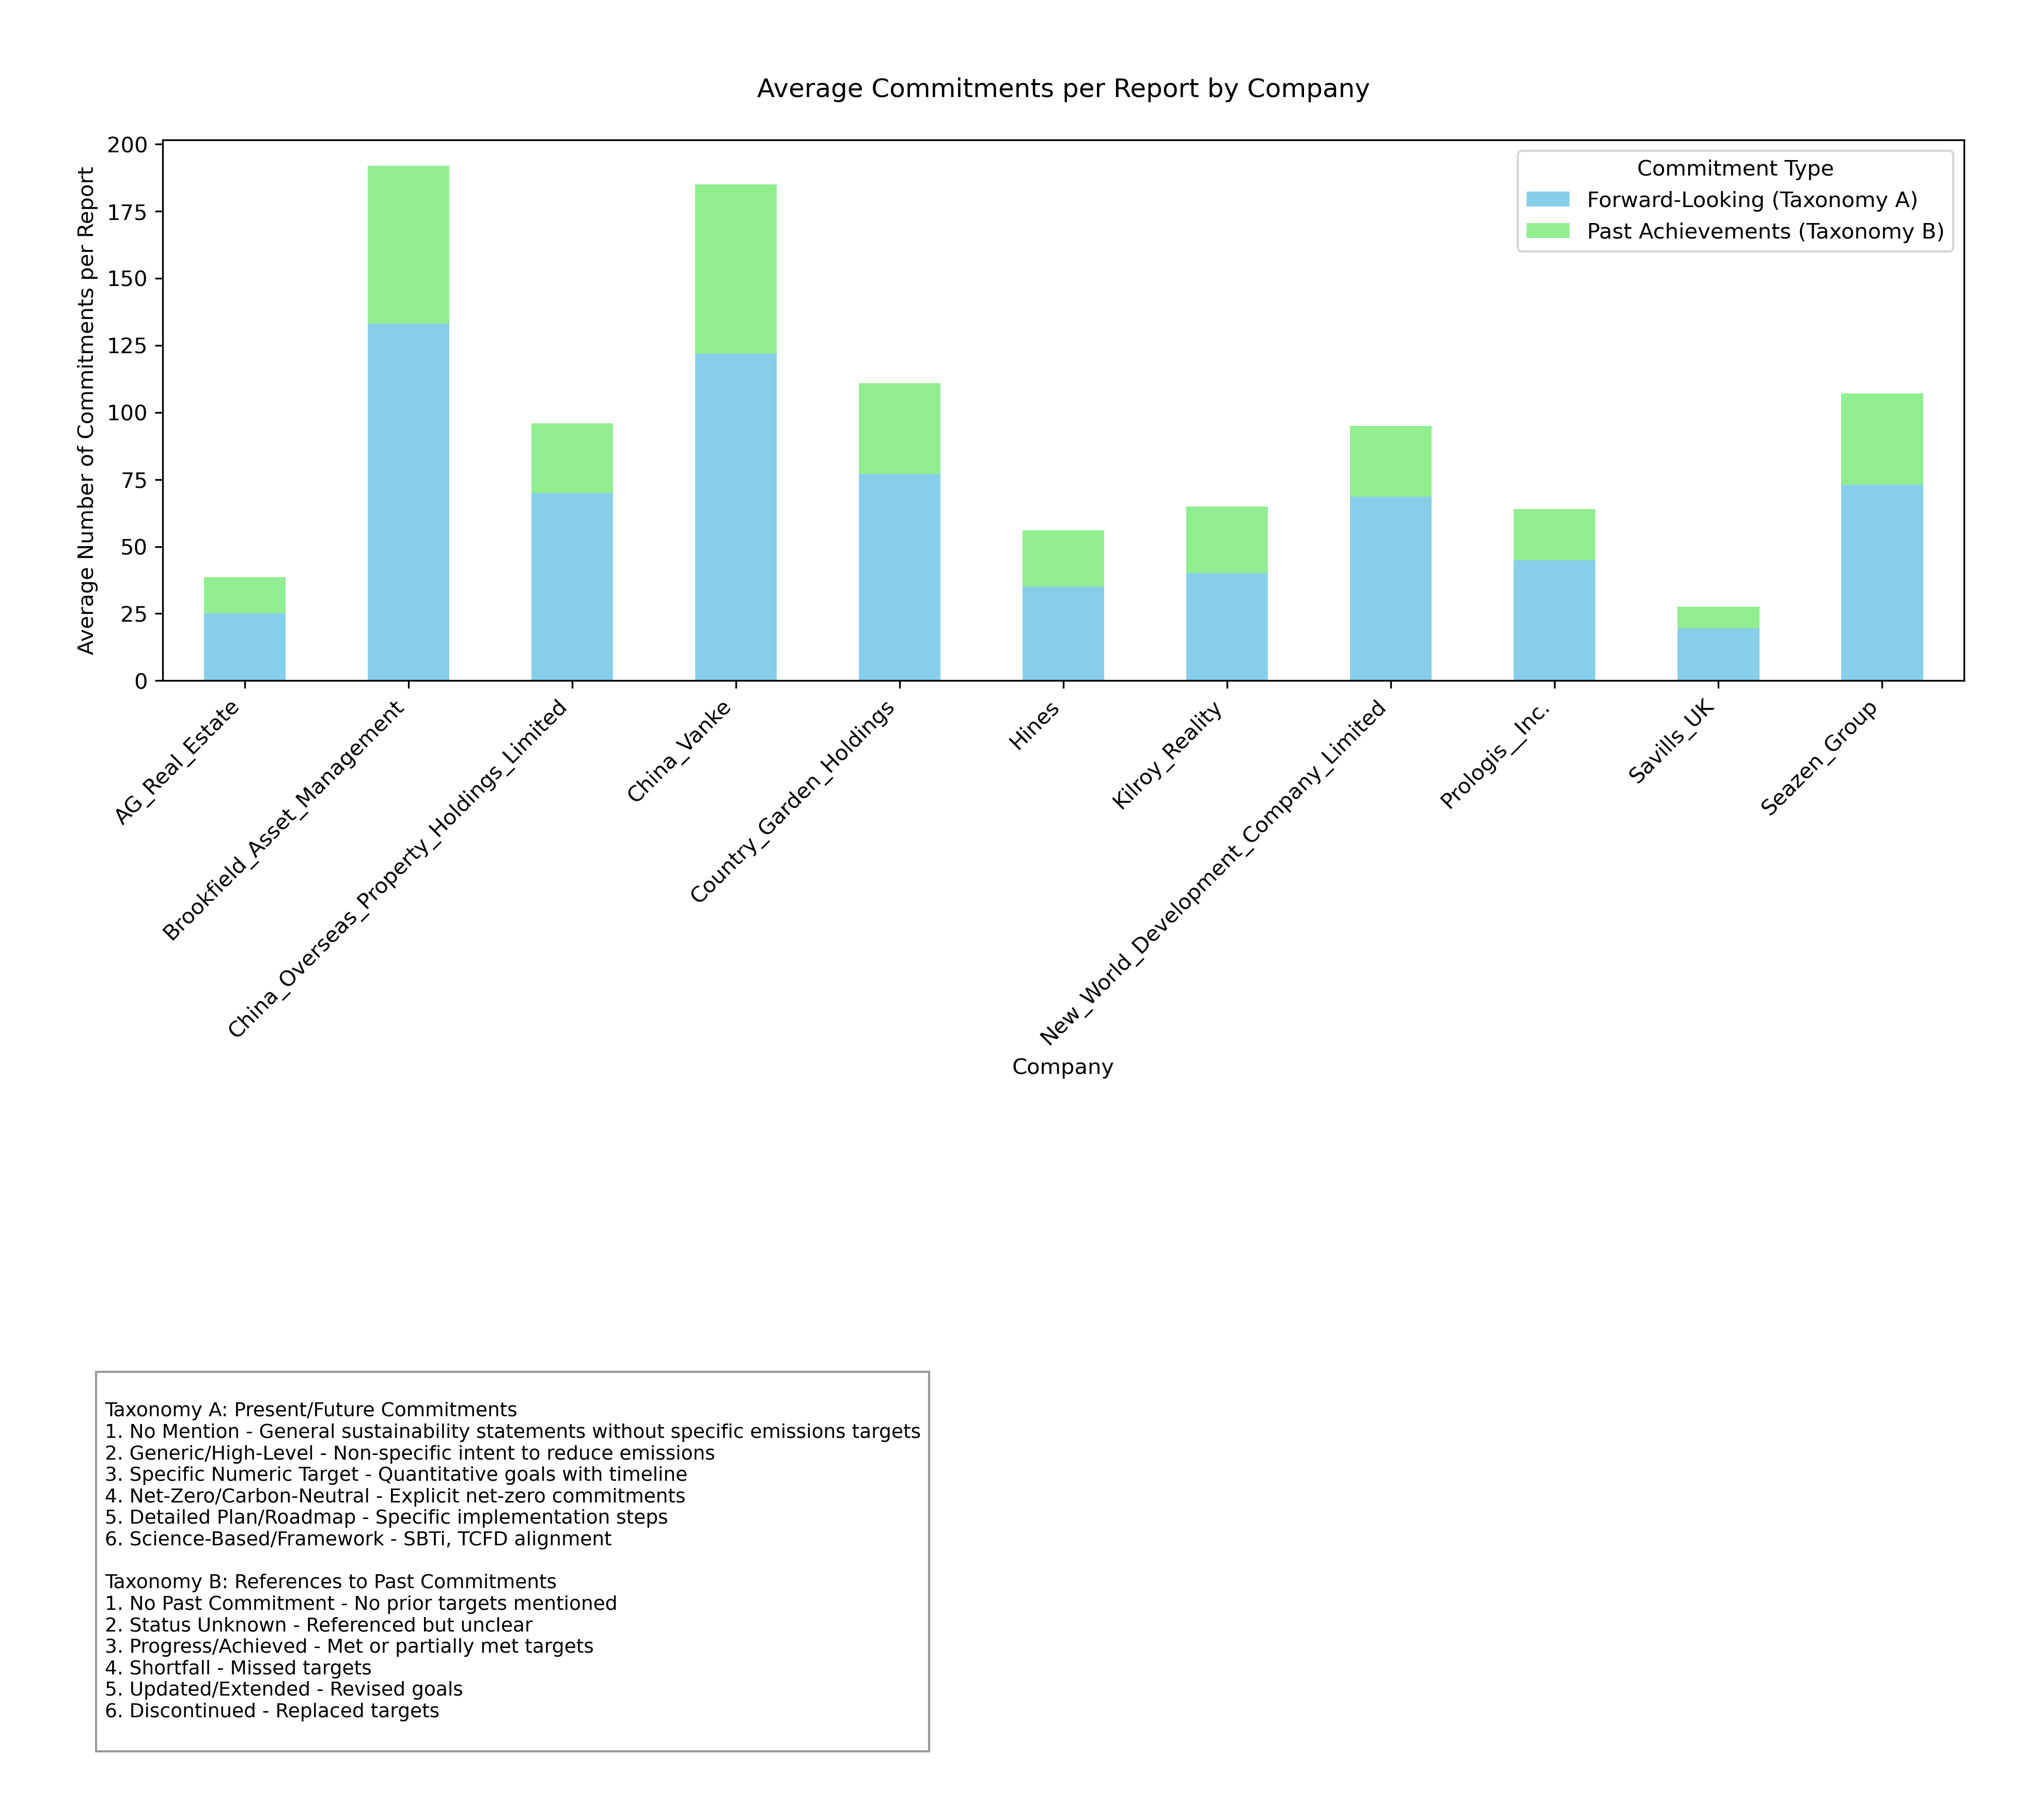 Average Commitments per Report by Company
Average Number of Commitments per Report
200
175
150
125
100
75
50
25
0
Commitment Type
Forward-Looking (Taxonomy A)
Past Achievements (Taxonomy B)
AG_Real_Estate
Brookfield_Asset_Management
China_Overseas_Property_Holdings_Limited
China_Vanke
Country_Garden_Holdings
Hines
Kilroy_Reality
New_World_Development_Company_Limited
Prologis__Inc.
Savills_UK
Seazen_Group
Company
Taxonomy A: Present/Future Commitments
1. No Mention - General sustainability statements without specific emissions targets
2. Generic/High-Level - Non-specific intent to reduce emissions
3. Specific Numeric Target - Quantitative goals with timeline
4. Net-Zero/Carbon-Neutral - Explicit net-zero commitments
5. Detailed Plan/Roadmap - Specific implementation steps
6. Science-Based/Framework - SBTi, TCFD alignment
Taxonomy B: References to Past Commitments
1. No Past Commitment - No prior targets mentioned
2. Status Unknown - Referenced but unclear
3. Progress/Achieved - Met or partially met targets
4. Shortfall - Missed targets
5. Updated/Extended - Revised goals
6. Discontinued - Replaced targets